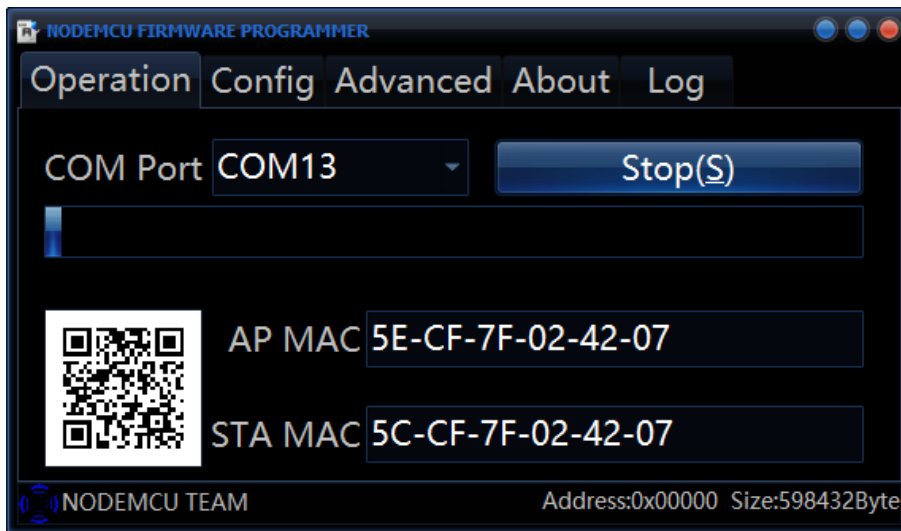 NODEMCU FIRMWARE PROGRAMMER
Operation Config Advanced About Log
COM Port COM13 Stop(S)
AP MAC 5E-CF-7F-02-42-07
STA MAC 5C-CF-7F-02-42-07
NODEMCU TEAM Address:0x00000 Size:598432Byte